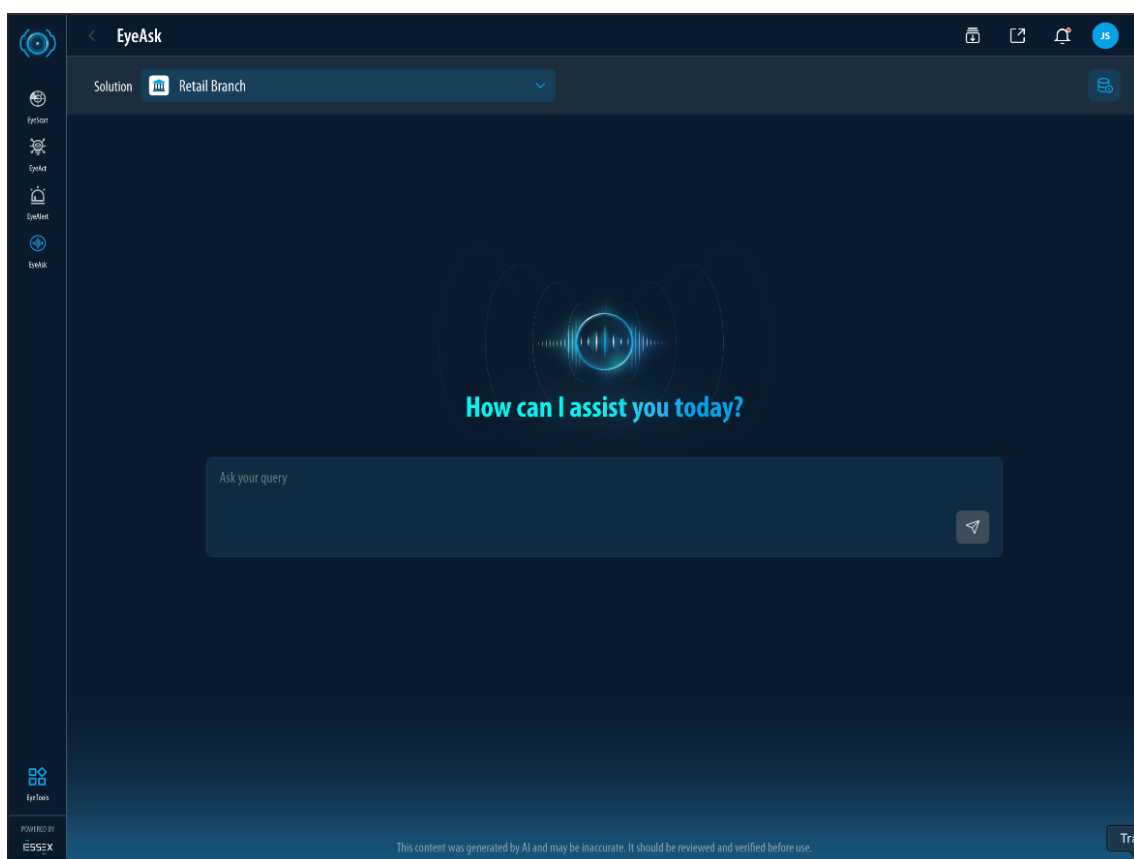 EyeAsk
JS
Solution
Retail Branch
EyeScan
EyeAct
EyeAlert
EyeAsk
How can I assist you today?
Ask your query
EyeTools
POWERED BY
ESSEX
This content was generated by AI and may be inaccurate. It should be reviewed and verified before use.
Tra